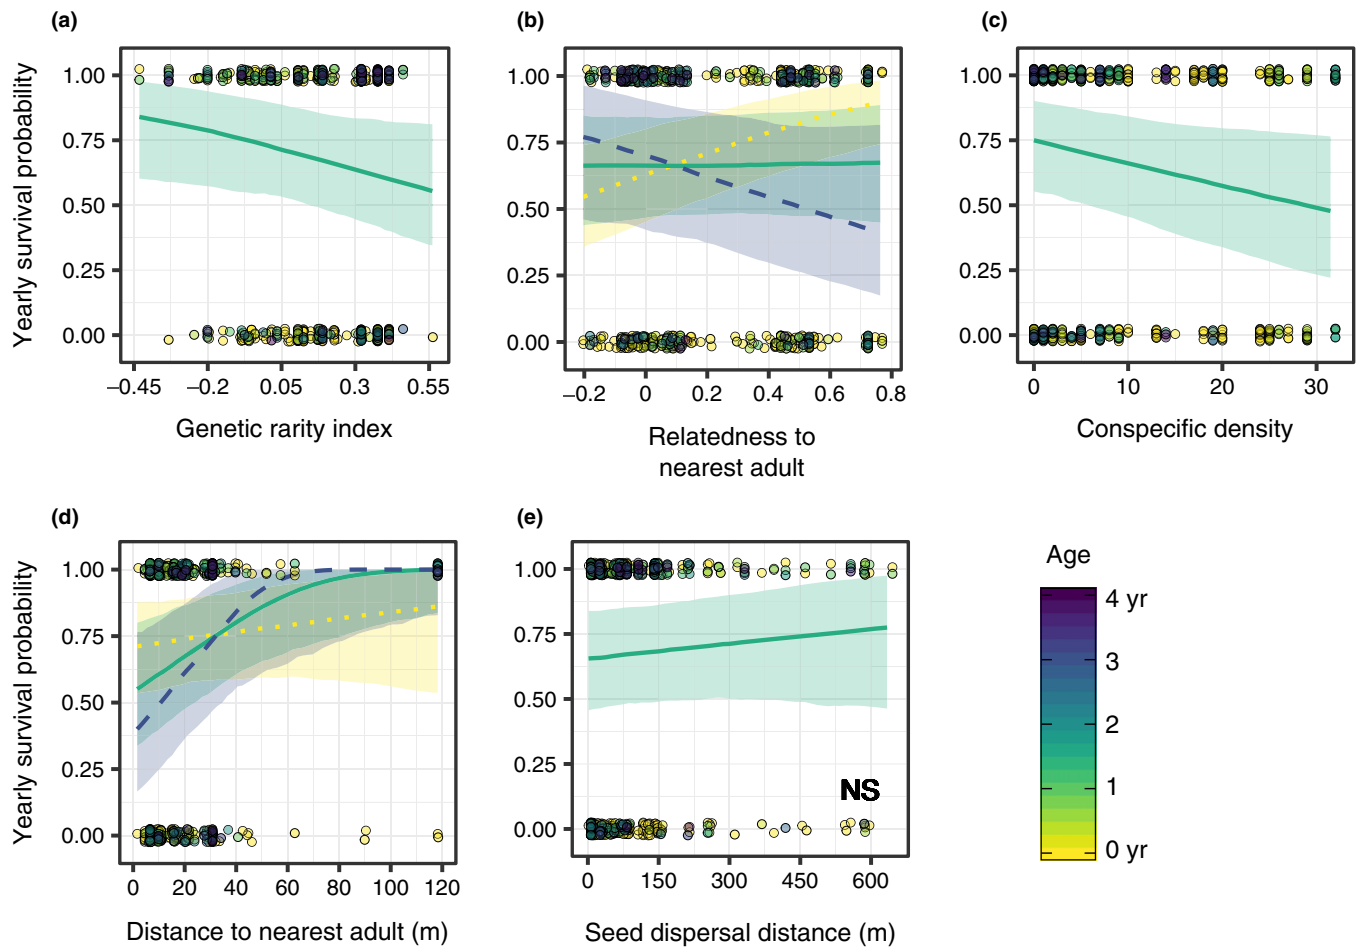 (a)
(b)
(c)
Yearly survival probability
1.00
0.75
0.50
0.25
0.00
−0.45 −0.2 0.05 0.3 0.55
Genetic rarity index
1.00
0.75
0.50
0.25
0.00
−0.2 0 0.2 0.4 0.6 0.8
Relatedness to
nearest adult
1.00
0.75
0.50
0.25
0.00
0 10 20 30
Conspecific density
(d)
(e)
Yearly survival probability
1.00
0.75
0.50
0.25
0.00
0 20 40 60 80 100 120
Distance to nearest adult (m)
1.00
0.75
0.50
0.25
0.00
NS
0 150 300 450 600
Seed dispersal distance (m)
Age
4 yr
3
2
1
0 yr